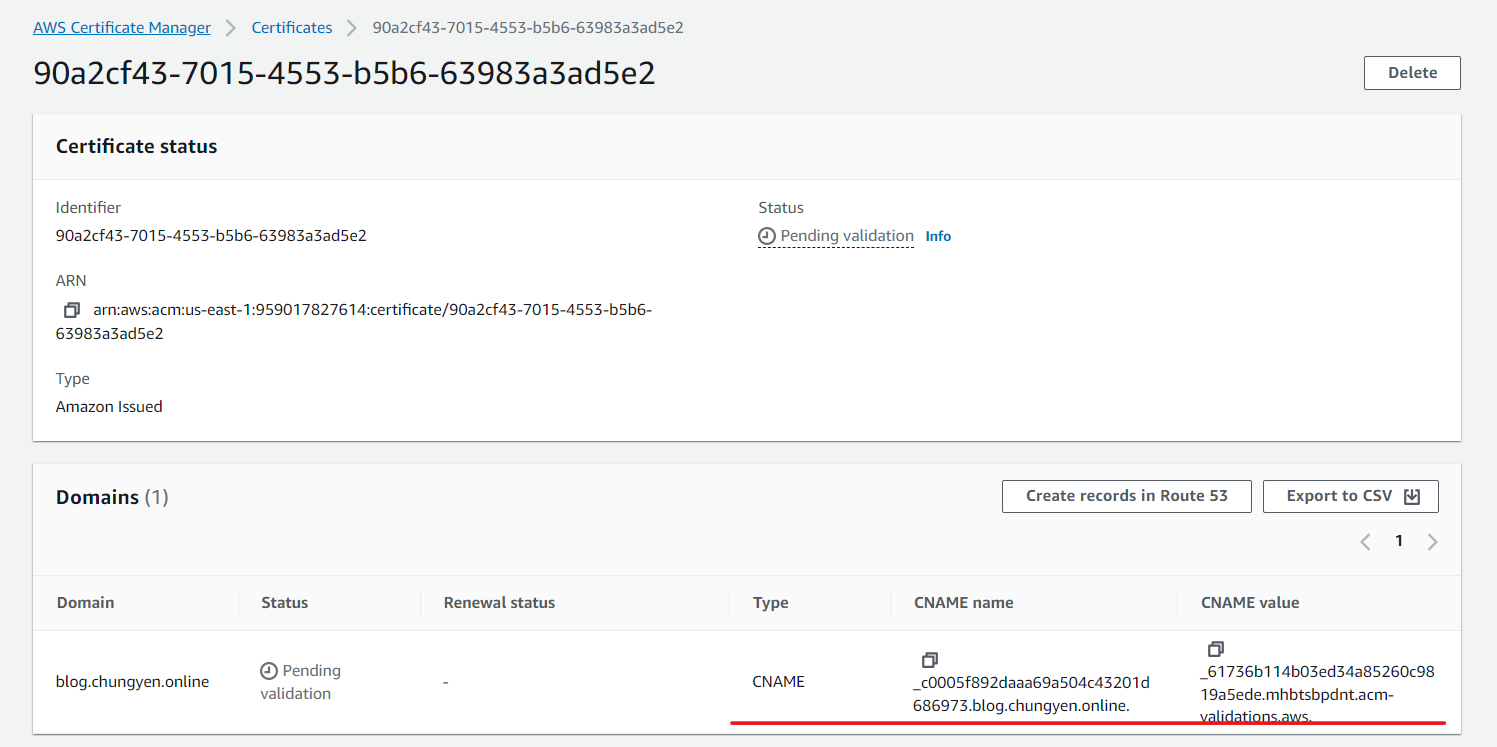 AWS Certificate Manager > Certificates > 90a2cf43-7015-4553-b5b6-63983a3ad5e2
90a2cf43-7015-4553-b5b6-63983a3ad5e2
Delete
Certificate status
Identifier
90a2cf43-7015-4553-b5b6-63983a3ad5e2
Status
Pending validation Info
ARN
arn:aws:acm:us-east-1:959017827614:certificate/90a2cf43-7015-4553-b5b6-
63983a3ad5e2
Type
Amazon Issued
Domains (1)
Create records in Route 53
Export to CSV
1
Domain Status Renewal status Type CNAME name CNAME value
blog.chungyen.online
Pending
validation
-
CNAME
_c0005f892daaa69a504c43201d
686973.blog.chungyen.online.
_61736b114b03ed34a85260c98
19a5ede.mhbtsbpdnt.acm-
validations.aws.